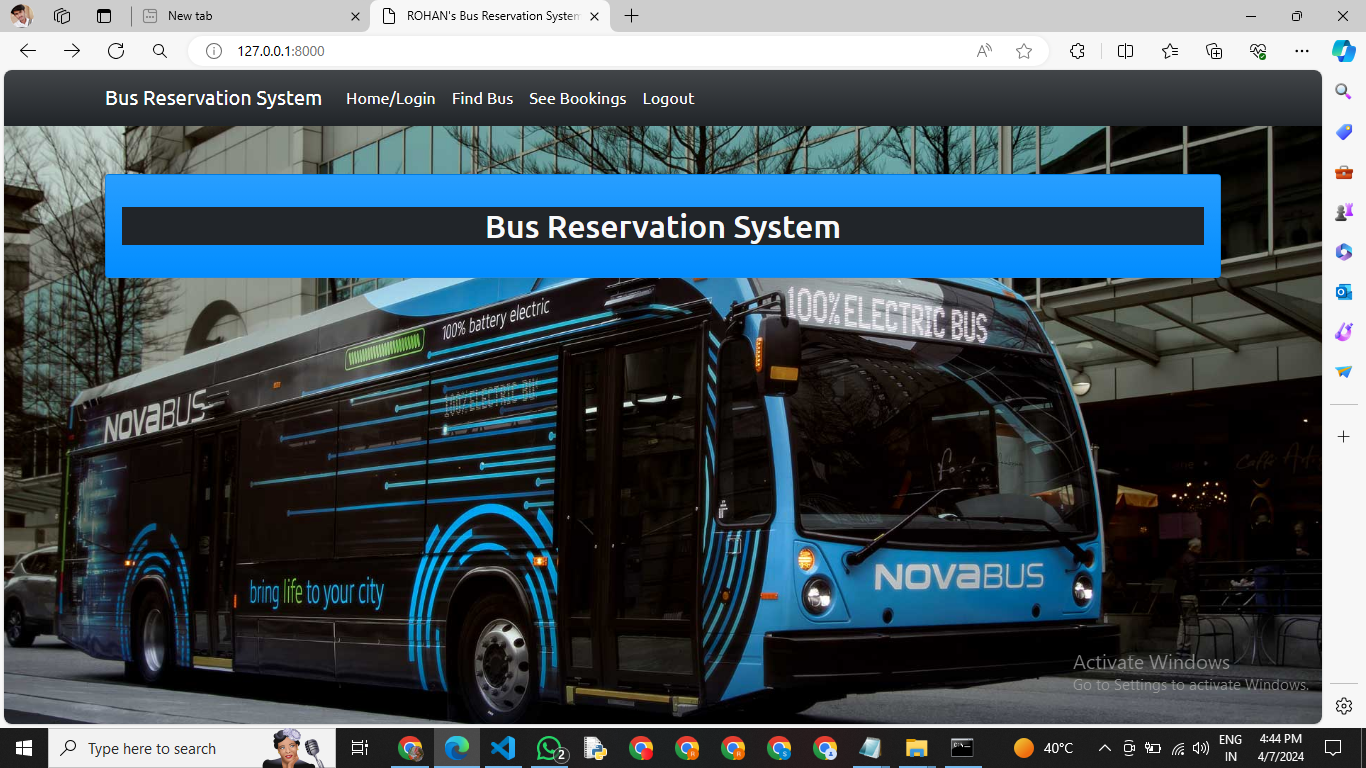 New tab
ROHAN's Bus Reservation System
127.0.0.1:8000
Bus Reservation System
Home/Login
Find Bus
See Bookings
Logout
Bus Reservation System
100% battery electric
100% ELECTRIC BUS
NOVABUS
bring life to your city
NOVABUS
Activate Windows
Go to Settings to activate Windows.
Type here to search
2
40°C
ENG
IN
4:44 PM
4/7/2024